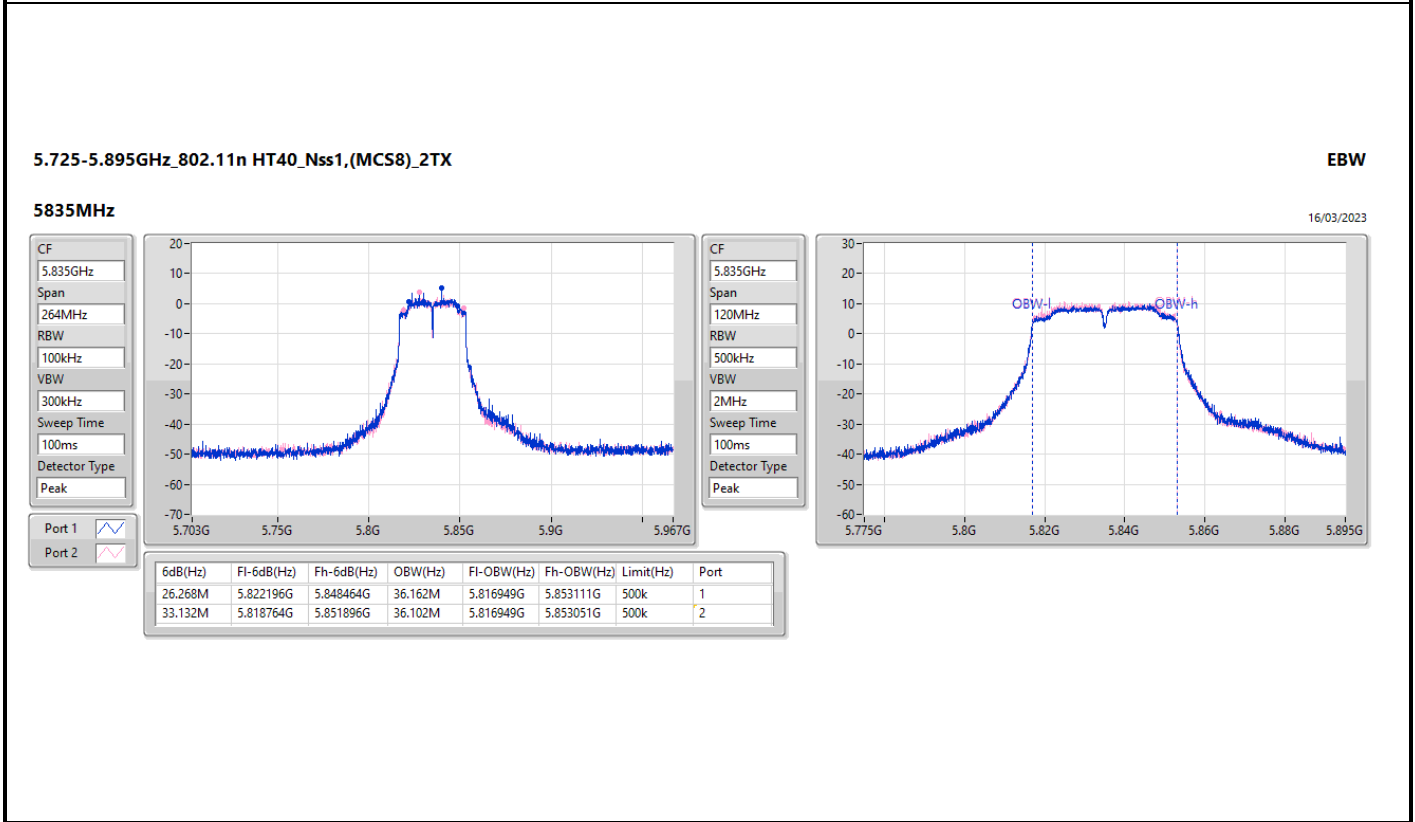 5.725-5.895GHz_802.11n HT40_Nss1,(MCS8)_2TX
EBW
5835MHz
16/03/2023
CF
5.835GHz
Span
264MHz
RBW
100kHz
VBW
300kHz
Sweep Time
100ms
Detector Type
Peak
Port 1
Port 2
20
10
0
-10
-20
-30
-40
-50
-60
-70
5.703G 5.75G 5.8G 5.85G 5.9G 5.967G
CF
5.835GHz
Span
120MHz
RBW
500kHz
VBW
2MHz
Sweep Time
100ms
Detector Type
Peak
30
20
10
0
-10
-20
-30
-40
-50
-60
OBW-l OBW-h
5.775G 5.8G 5.82G 5.84G 5.86G 5.88G 5.895G
6dB(Hz) Fl-6dB(Hz) Fh-6dB(Hz) OBW(Hz) Fl-OBW(Hz) Fh-OBW(Hz) Limit(Hz) Port
26.268M 5.822196G 5.848464G 36.162M 5.816949G 5.853111G 500k 1
33.132M 5.818764G 5.851896G 36.102M 5.816949G 5.853051G 500k 2